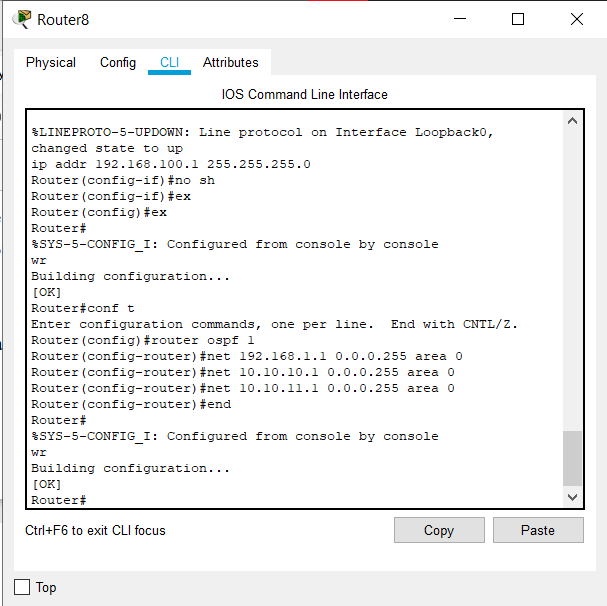 Router8
Physical Config CLI Attributes
IOS Command Line Interface
%LINEPROTO-5-UPDOWN: Line protocol on Interface Loopback0,
changed state to up
ip addr 192.168.100.1 255.255.255.0
Router(config-if)#no sh
Router(config-if)#ex
Router(config)#ex
Router#
%SYS-5-CONFIG_I: Configured from console by console
wr
Building configuration...
[OK]
Router#conf t
Enter configuration commands, one per line.  End with CNTL/Z.
Router(config)#router ospf 1
Router(config-router)#net 192.168.1.1 0.0.0.255 area 0
Router(config-router)#net 10.10.10.1 0.0.0.255 area 0
Router(config-router)#net 10.10.11.1 0.0.0.255 area 0
Router(config-router)#end
Router#
%SYS-5-CONFIG_I: Configured from console by console
wr
Building configuration...
[OK]
Router#
Ctrl+F6 to exit CLI focus
Copy Paste
Top